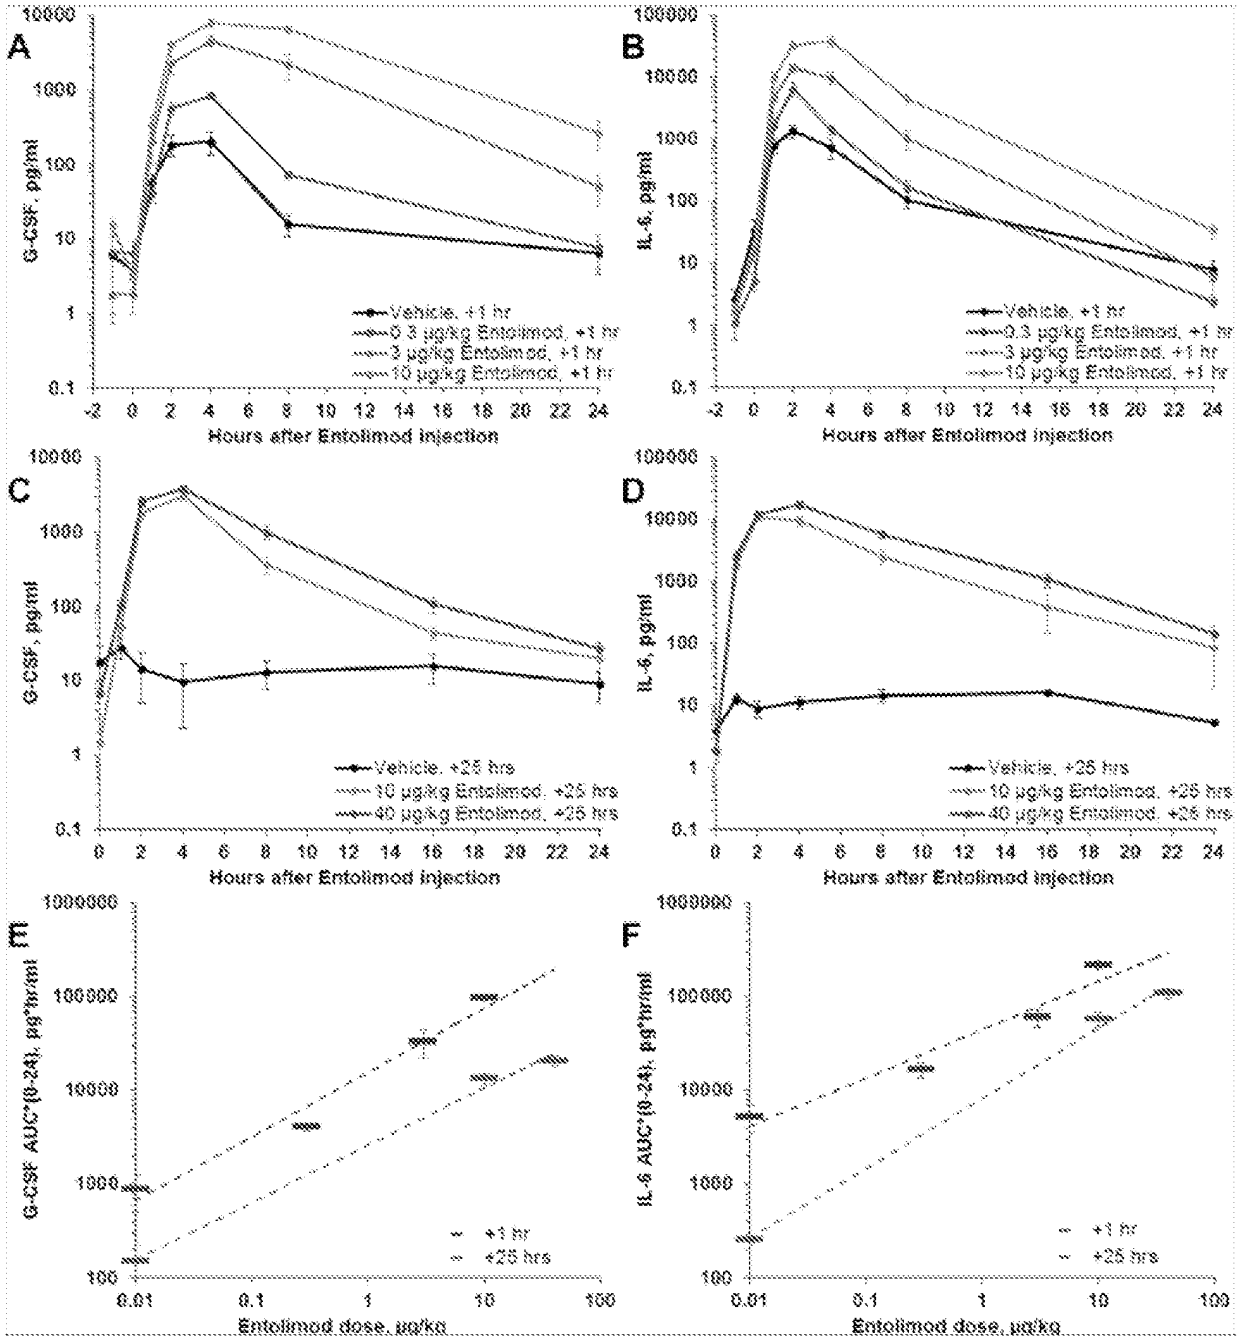 A
G-CSF, pg/ml
10000
1000
100
10
1
0.1
-2 0 2 4 6 8 10 12 14 16 18 20 22 24
Hours after Entolimod injection
Vehicle, +1 hr
0.3 µg/kg Entolimod, +1 hr
3 µg/kg Entolimod, +1 hr
10 µg/kg Entolimod, +1 hr
B
IL-6, pg/ml
100000
10000
1000
100
10
1
0.1
-2 0 2 4 6 8 10 12 14 16 18 20 22 24
Hours after Entolimod injection
Vehicle, +1 hr
0.3 µg/kg Entolimod, +1 hr
3 µg/kg Entolimod, +1 hr
10 µg/kg Entolimod, +1 hr
C
G-CSF, pg/ml
10000
1000
100
10
1
0.1
0 2 4 6 8 10 12 14 16 18 20 22 24
Hours after Entolimod injection
Vehicle, +25 hrs
10 µg/kg Entolimod, +25 hrs
40 µg/kg Entolimod, +25 hrs
D
IL-6, pg/ml
100000
10000
1000
100
10
1
0.1
0 2 4 6 8 10 12 14 16 18 20 22 24
Hours after Entolimod injection
Vehicle, +25 hrs
10 µg/kg Entolimod, +25 hrs
40 µg/kg Entolimod, +25 hrs
E
G-CSF AUC*(0-24), pg*hr/ml
1000000
100000
10000
1000
100
0.01 0.1 1 10 100
Entolimod dose, µg/kg
+1 hr
+25 hrs
F
IL-6 AUC*(0-24), pg*hr/ml
1000000
100000
10000
1000
100
0.01 0.1 1 10 100
Entolimod dose, µg/kg
+1 hr
+25 hrs